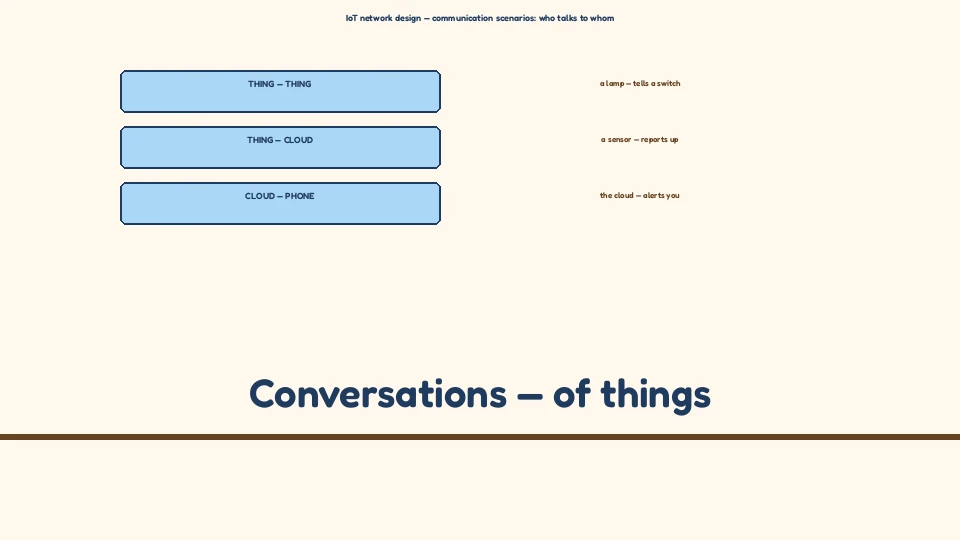 IoT network design — communication scenarios: who talks to whom
THING — THING
a lamp — tells a switch
THING — CLOUD
a sensor — reports up
CLOUD — PHONE
the cloud — alerts you
Conversations — of things